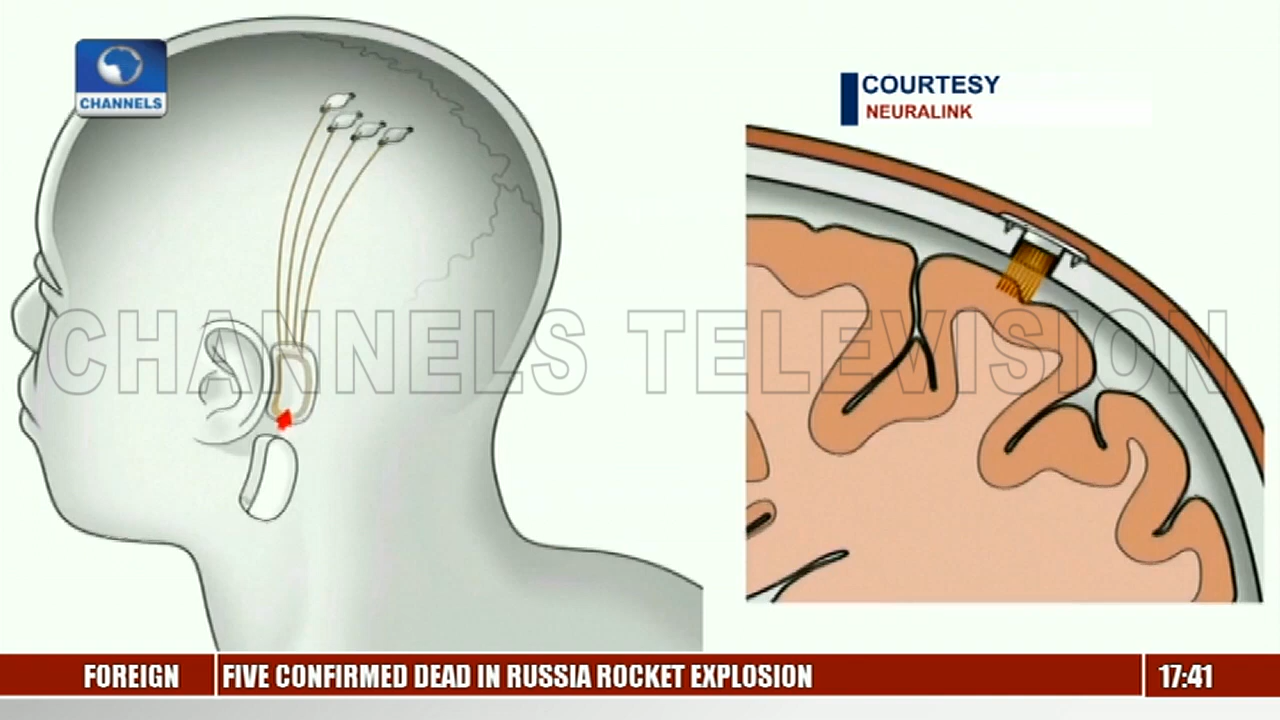 CHANNELS
COURTESY
NEURALINK
CHANNELS TELEVISION
FOREIGN
FIVE CONFIRMED DEAD IN RUSSIA ROCKET EXPLOSION
17:41